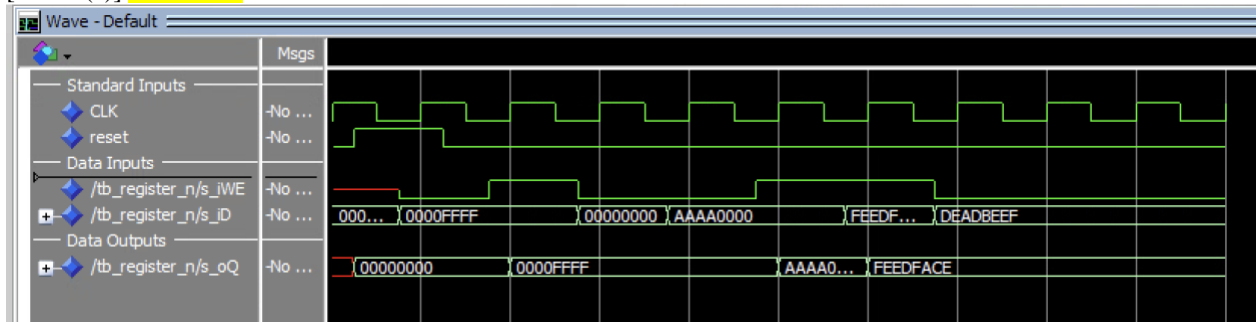 Wave - Default
Msgs
Standard Inputs
CLK -No ...
reset -No ...
Data Inputs
/tb_register_n/s_iWE -No ...
/tb_register_n/s_iD -No ... 000... 0000FFFF 00000000 AAAA0000 FEEDF... DEADBEEF
Data Outputs
/tb_register_n/s_oQ -No ... 00000000 0000FFFF AAAA0... FEEDFACE